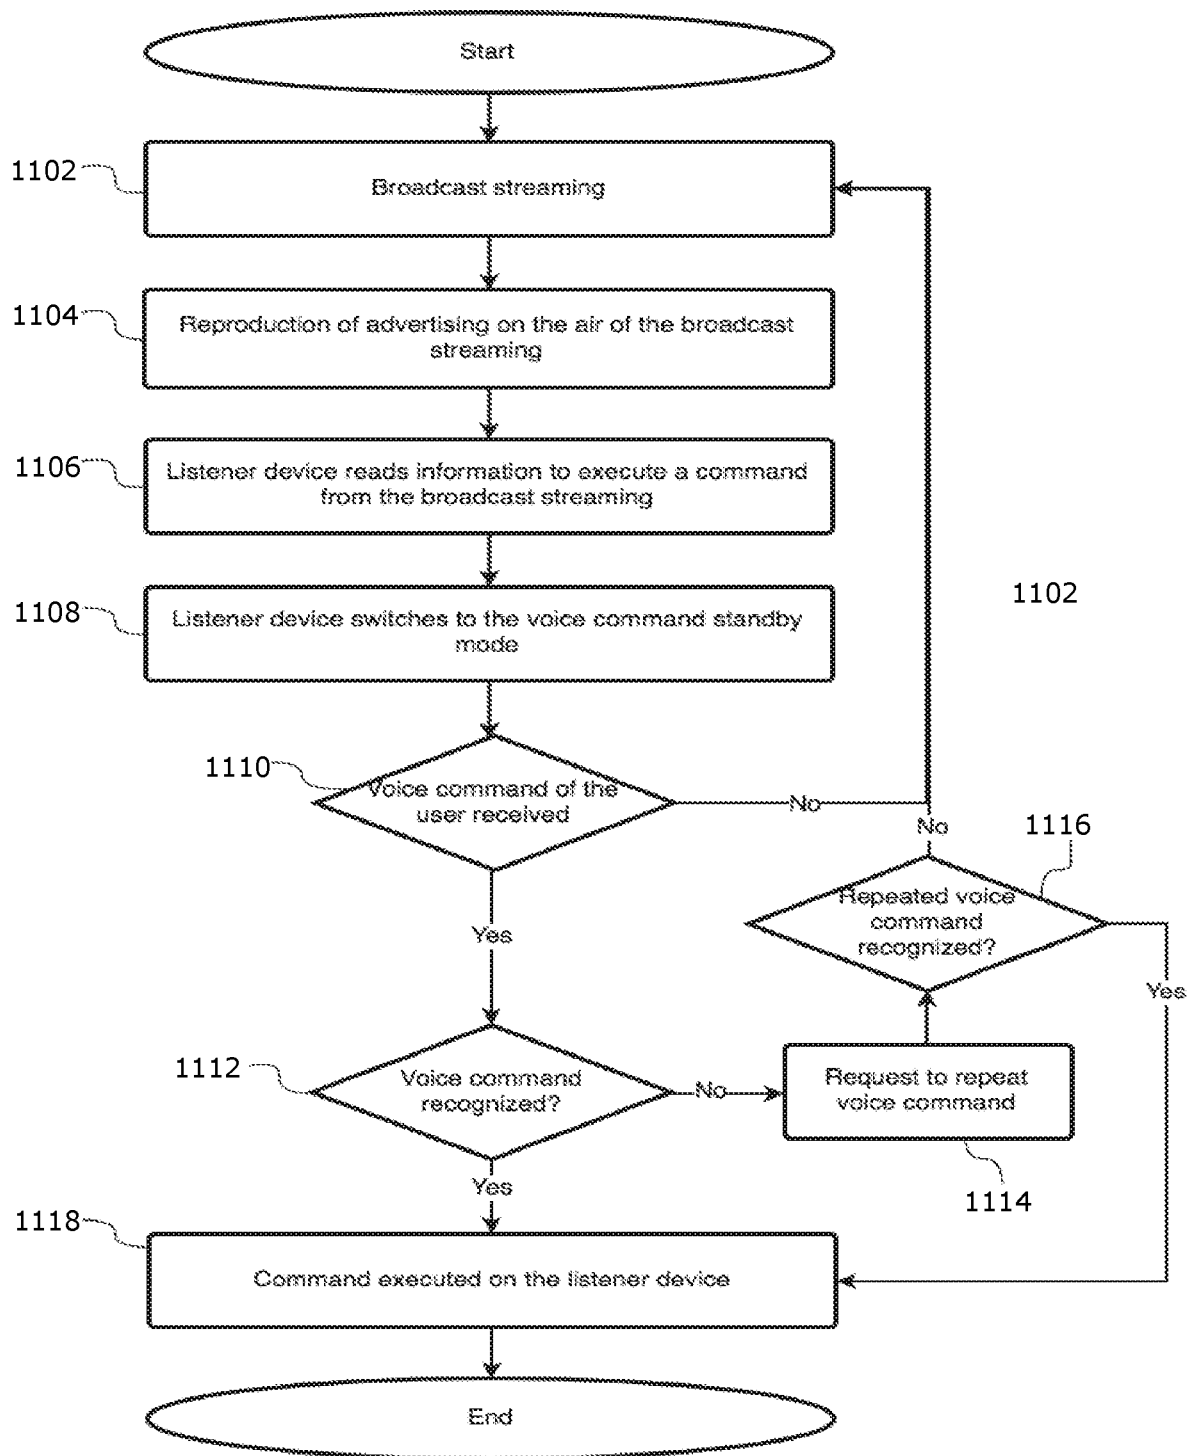 Start
1102
Broadcast streaming
1104
Reproduction of advertising on the air of the broadcast
streaming
1106
Listener device reads information to execute a command
from the broadcast streaming
1102
1108
Listener device switches to the voice command standby
mode
1110
Voice command of the
user received
No
No
1116
Repeated voice
command
recognized?
Yes
Yes
1112
Voice command
recognized?
No
Request to repeat
voice command
Yes
1114
1118
Command executed on the listener device
End